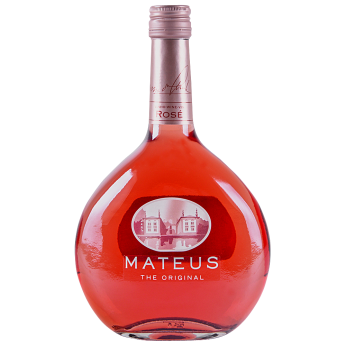 ROSÉ
MATEUS
THE ORIGINAL